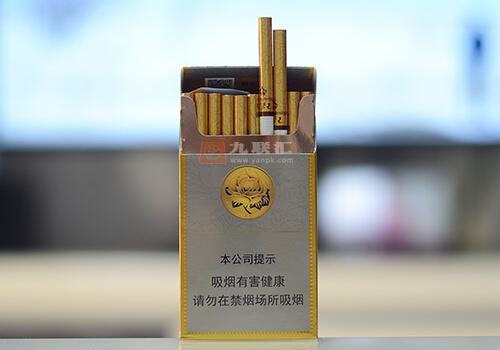 九联汇
www.yanpk.com
本公司提示
吸烟有害健康
请勿在禁烟场所吸烟